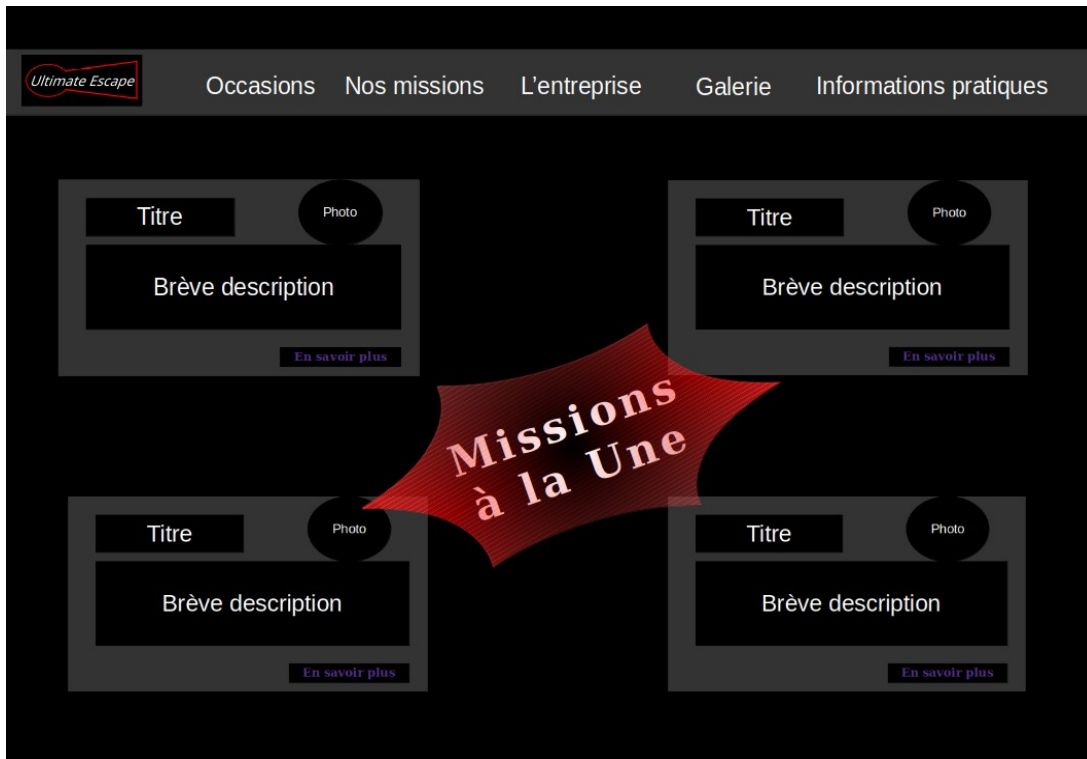 Ultimate Escape
Occasions
Nos missions
L'entreprise
Galerie
Informations pratiques
Titre
Photo
Brève description
En savoir plus
Titre
Photo
Brève description
En savoir plus
Missions
à la Une
Titre
Photo
Brève description
En savoir plus
Titre
Photo
Brève description
En savoir plus